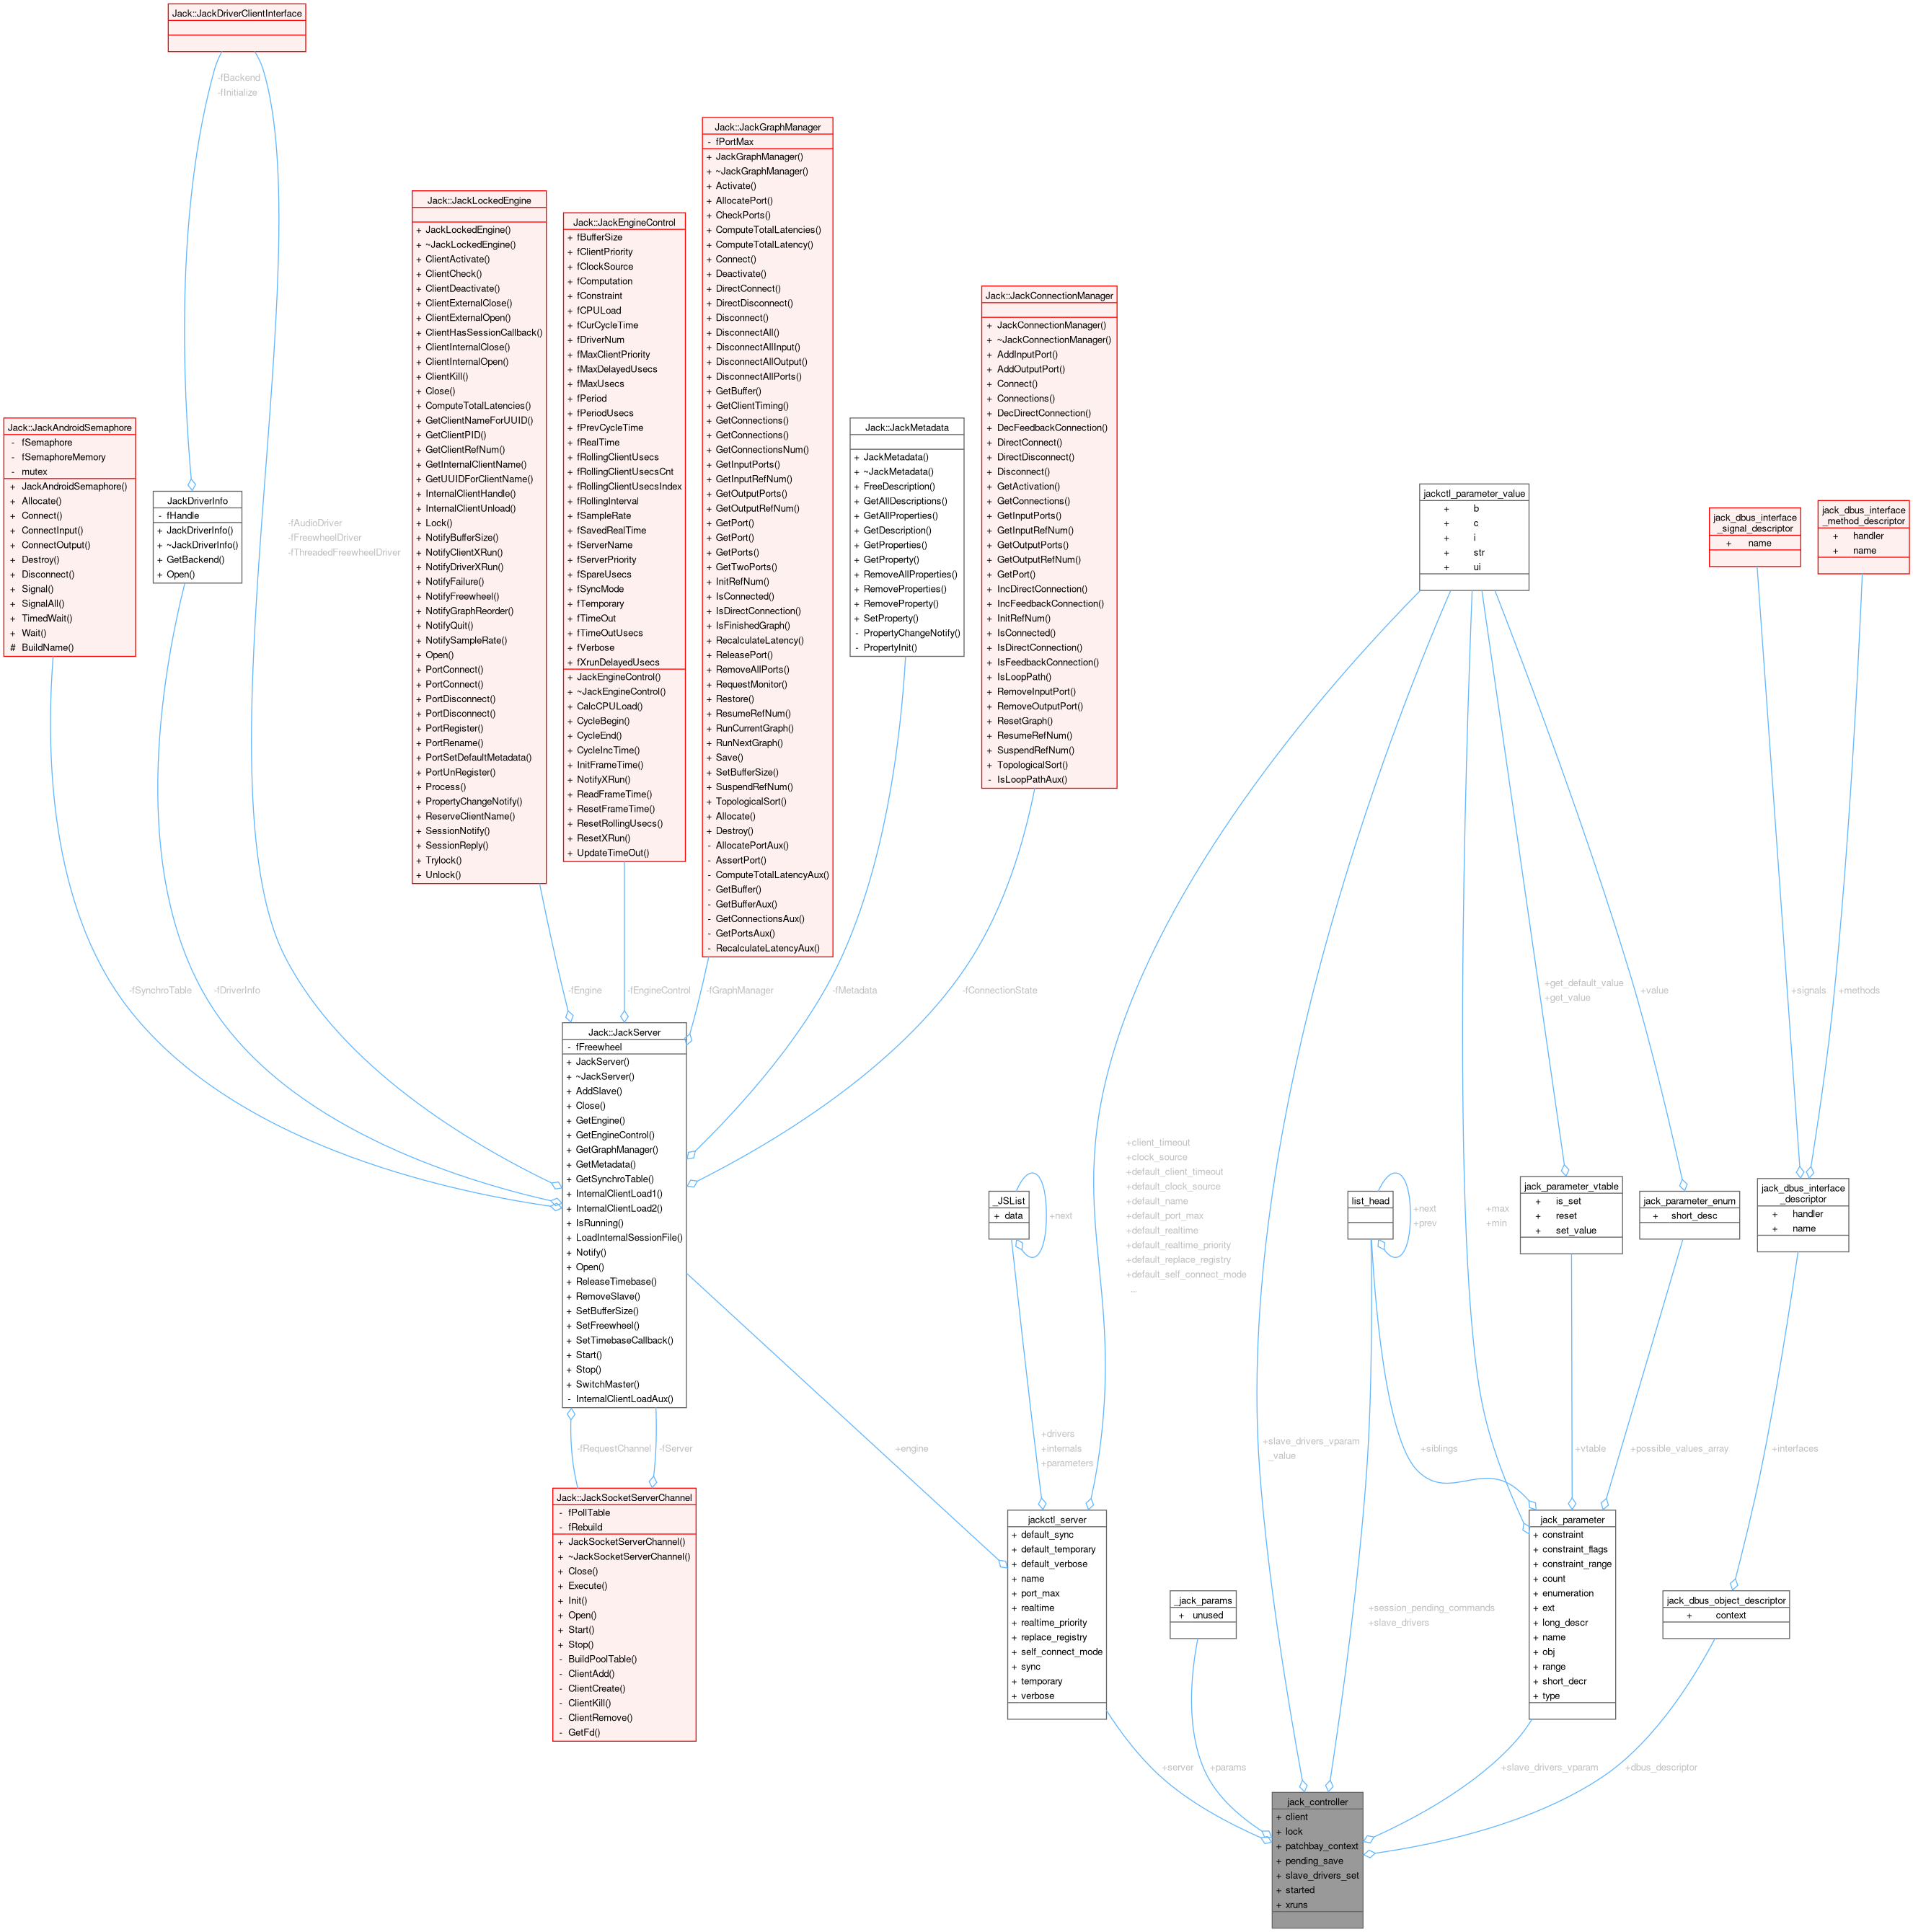 Jack::JackDriverClientInterface
-fBackend
-fInitialize
-fAudioDriver
-fFreewheelDriver
-fThreadedFreewheelDriver
Jack::JackAndroidSemaphore
- fSemaphore
- fSemaphoreMemory
- mutex
+ JackAndroidSemaphore()
+ Allocate()
+ Connect()
+ ConnectInput()
+ ConnectOutput()
+ Destroy()
+ Disconnect()
+ Signal()
+ SignalAll()
+ TimedWait()
+ Wait()
# BuildName()
JackDriverInfo
- fHandle
+ JackDriverInfo()
+ ~JackDriverInfo()
+ GetBackend()
+ Open()
Jack::JackLockedEngine
+ JackLockedEngine()
+ ~JackLockedEngine()
+ ClientActivate()
+ ClientCheck()
+ ClientDeactivate()
+ ClientExternalClose()
+ ClientExternalOpen()
+ ClientHasSessionCallback()
+ ClientInternalClose()
+ ClientInternalOpen()
+ ClientKill()
+ Close()
+ ComputeTotalLatencies()
+ GetClientNameForUUID()
+ GetClientPID()
+ GetClientRefNum()
+ GetInternalClientName()
+ GetUUIDForClientName()
+ InternalClientHandle()
+ InternalClientUnload()
+ Lock()
+ NotifyBufferSize()
+ NotifyClientXRun()
+ NotifyDriverXRun()
+ NotifyFailure()
+ NotifyFreewheel()
+ NotifyGraphReorder()
+ NotifyQuit()
+ NotifySampleRate()
+ Open()
+ PortConnect()
+ PortConnect()
+ PortDisconnect()
+ PortDisconnect()
+ PortRegister()
+ PortRename()
+ PortSetDefaultMetadata()
+ PortUnRegister()
+ Process()
+ PropertyChangeNotify()
+ ReserveClientName()
+ SessionNotify()
+ SessionReply()
+ Trylock()
+ Unlock()
Jack::JackEngineControl
+ fBufferSize
+ fClientPriority
+ fClockSource
+ fComputation
+ fConstraint
+ fCPULoad
+ fCurCycleTime
+ fDriverNum
+ fMaxClientPriority
+ fMaxDelayedUsecs
+ fMaxUsecs
+ fPeriod
+ fPeriodUsecs
+ fPrevCycleTime
+ fRealTime
+ fRollingClientUsecs
+ fRollingClientUsecsCnt
+ fRollingClientUsecsIndex
+ fRollingInterval
+ fSampleRate
+ fSavedRealTime
+ fServerName
+ fServerPriority
+ fSpareUsecs
+ fSyncMode
+ fTemporary
+ fTimeOut
+ fTimeOutUsecs
+ fVerbose
+ fXrunDelayedUsecs
+ JackEngineControl()
+ ~JackEngineControl()
+ CalcCPULoad()
+ CycleBegin()
+ CycleEnd()
+ CycleIncTime()
+ InitFrameTime()
+ NotifyXRun()
+ ReadFrameTime()
+ ResetFrameTime()
+ ResetRollingUsecs()
+ ResetXRun()
+ UpdateTimeOut()
Jack::JackGraphManager
- fPortMax
+ JackGraphManager()
+ ~JackGraphManager()
+ Activate()
+ AllocatePort()
+ CheckPorts()
+ ComputeTotalLatencies()
+ ComputeTotalLatency()
+ Connect()
+ Deactivate()
+ DirectConnect()
+ DirectDisconnect()
+ Disconnect()
+ DisconnectAll()
+ DisconnectAllInput()
+ DisconnectAllOutput()
+ DisconnectAllPorts()
+ GetBuffer()
+ GetClientTiming()
+ GetConnections()
+ GetConnections()
+ GetConnectionsNum()
+ GetInputPorts()
+ GetInputRefNum()
+ GetOutputPorts()
+ GetOutputRefNum()
+ GetPort()
+ GetPort()
+ GetPorts()
+ GetTwoPorts()
+ InitRefNum()
+ IsConnected()
+ IsDirectConnection()
+ IsFinishedGraph()
+ RecalculateLatency()
+ ReleasePort()
+ RemoveAllPorts()
+ RequestMonitor()
+ Restore()
+ ResumeRefNum()
+ RunCurrentGraph()
+ RunNextGraph()
+ Save()
+ SetBufferSize()
+ SuspendRefNum()
+ TopologicalSort()
+ Allocate()
+ Destroy()
- AllocatePortAux()
- AssertPort()
- ComputeTotalLatencyAux()
- GetBuffer()
- GetBufferAux()
- GetConnectionsAux()
- GetPortsAux()
- RecalculateLatencyAux()
Jack::JackMetadata
+ JackMetadata()
+ ~JackMetadata()
+ FreeDescription()
+ GetAllDescriptions()
+ GetAllProperties()
+ GetDescription()
+ GetProperties()
+ GetProperty()
+ RemoveAllProperties()
+ RemoveProperties()
+ RemoveProperty()
+ SetProperty()
- PropertyChangeNotify()
- PropertyInit()
Jack::JackConnectionManager
+ JackConnectionManager()
+ ~JackConnectionManager()
+ AddInputPort()
+ AddOutputPort()
+ Connect()
+ Connections()
+ DecDirectConnection()
+ DecFeedbackConnection()
+ DirectConnect()
+ DirectDisconnect()
+ Disconnect()
+ GetActivation()
+ GetConnections()
+ GetInputPorts()
+ GetInputRefNum()
+ GetOutputPorts()
+ GetOutputRefNum()
+ GetPort()
+ IncDirectConnection()
+ IncFeedbackConnection()
+ InitRefNum()
+ IsConnected()
+ IsDirectConnection()
+ IsFeedbackConnection()
+ IsLoopPath()
+ RemoveInputPort()
+ RemoveOutputPort()
+ ResetGraph()
+ ResumeRefNum()
+ SuspendRefNum()
+ TopologicalSort()
- IsLoopPathAux()
jackctl_parameter_value
+ b
+ c
+ i
+ str
+ ui
jack_dbus_interface
_signal_descriptor
+ name
jack_dbus_interface
_method_descriptor
+ handler
+ name
-fSynchroTable
-fDriverInfo
-fEngine
-fEngineControl
-fGraphManager
-fMetadata
-fConnectionState
+get_default_value
+get_value
+value
+signals
+methods
Jack::JackServer
- fFreewheel
+ JackServer()
+ ~JackServer()
+ AddSlave()
+ Close()
+ GetEngine()
+ GetEngineControl()
+ GetGraphManager()
+ GetMetadata()
+ GetSynchroTable()
+ InternalClientLoad1()
+ InternalClientLoad2()
+ IsRunning()
+ LoadInternalSessionFile()
+ Notify()
+ Open()
+ ReleaseTimebase()
+ RemoveSlave()
+ SetBufferSize()
+ SetFreewheel()
+ SetTimebaseCallback()
+ Start()
+ Stop()
+ SwitchMaster()
- InternalClientLoadAux()
_JSList
+ data
+next
+client_timeout
+clock_source
+default_client_timeout
+default_clock_source
+default_name
+default_port_max
+default_realtime
+default_realtime_priority
+default_replace_registry
+default_self_connect_mode
...
list_head
+next
+prev
+max
+min
jack_parameter_vtable
+ is_set
+ reset
+ set_value
jack_parameter_enum
+ short_desc
jack_dbus_interface
_descriptor
+ handler
+ name
-fRequestChannel
-fServer
+engine
+drivers
+internals
+parameters
+slave_drivers_vparam
_value
+siblings
+vtable
+possible_values_array
+interfaces
Jack::JackSocketServerChannel
- fPollTable
- fRebuild
+ JackSocketServerChannel()
+ ~JackSocketServerChannel()
+ Close()
+ Execute()
+ Init()
+ Open()
+ Start()
+ Stop()
- BuildPoolTable()
- ClientAdd()
- ClientCreate()
- ClientKill()
- ClientRemove()
- GetFd()
jackctl_server
+ default_sync
+ default_temporary
+ default_verbose
+ name
+ port_max
+ realtime
+ realtime_priority
+ replace_registry
+ self_connect_mode
+ sync
+ temporary
+ verbose
_jack_params
+ unused
+session_pending_commands
+slave_drivers
jack_parameter
+ constraint
+ constraint_flags
+ constraint_range
+ count
+ enumeration
+ ext
+ long_descr
+ name
+ obj
+ range
+ short_decr
+ type
jack_dbus_object_descriptor
+ context
+server
+params
+slave_drivers_vparam
+dbus_descriptor
jack_controller
+ client
+ lock
+ patchbay_context
+ pending_save
+ slave_drivers_set
+ started
+ xruns